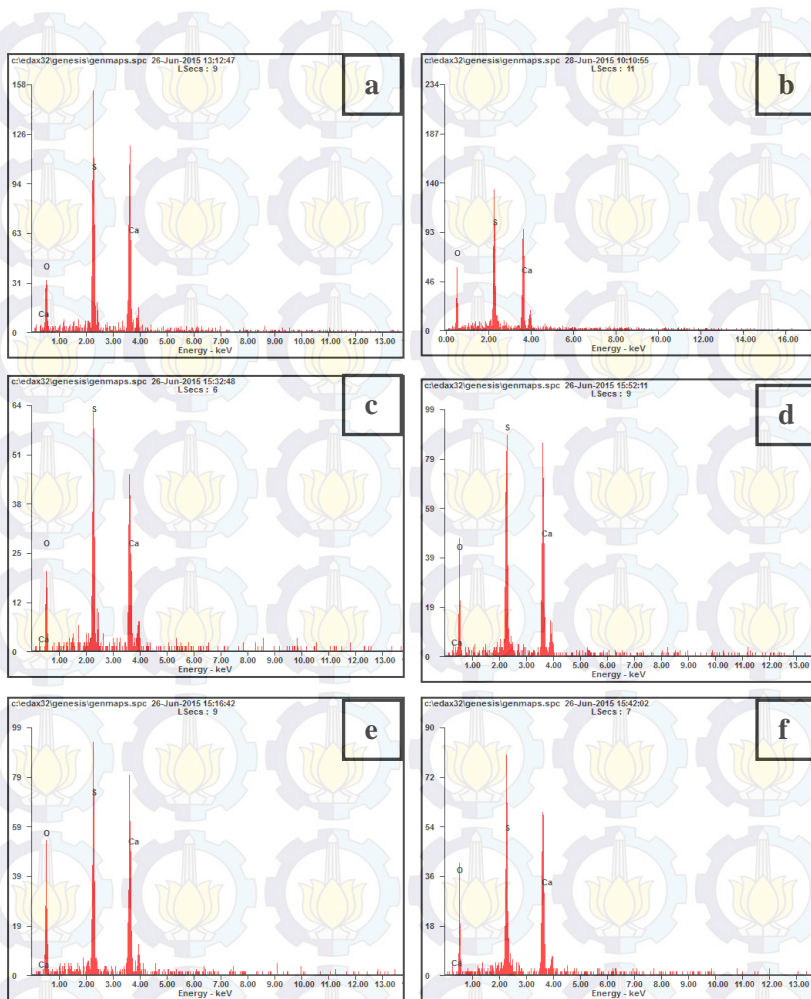 c:\edax32\genesis\genmaps.spc 26-Jun-2015 13:12:47
LSecs : 9
a
158
126
94
63
31
0
S
Ca
O
Ca
1.00 2.00 3.00 4.00 5.00 6.00 7.00 8.00 9.00 10.00 11.00 12.00 13.00
Energy - keV
c:\edax32\genesis\genmaps.spc 28-Jun-2015 10:10:55
LSecs : 11
b
234
187
140
93
46
0
S
O
Ca
0.00 2.00 4.00 6.00 8.00 10.00 12.00 14.00 16.00
Energy - keV
c:\edax32\genesis\genmaps.spc 26-Jun-2015 15:32:48
LSecs : 6
c
64
51
38
25
12
0
S
O
Ca
Ca
1.00 2.00 3.00 4.00 5.00 6.00 7.00 8.00 9.00 10.00 11.00 12.00 13.00
Energy - keV
c:\edax32\genesis\genmaps.spc 26-Jun-2015 15:52:11
LSecs : 9
d
99
79
59
39
19
0
S
Ca
O
Ca
1.00 2.00 3.00 4.00 5.00 6.00 7.00 8.00 9.00 10.00 11.00 12.00 13.00
Energy - keV
c:\edax32\genesis\genmaps.spc 26-Jun-2015 15:16:42
LSecs : 9
e
99
79
59
39
19
0
S
O
Ca
Ca
1.00 2.00 3.00 4.00 5.00 6.00 7.00 8.00 9.00 10.00 11.00 12.00 13.00
Energy - keV
c:\edax32\genesis\genmaps.spc 26-Jun-2015 15:42:02
LSecs : 7
f
90
72
54
36
18
0
S
O
Ca
Ca
1.00 2.00 3.00 4.00 5.00 6.00 7.00 8.00 9.00 10.00 11.00 12.00 13.00
Energy - keV